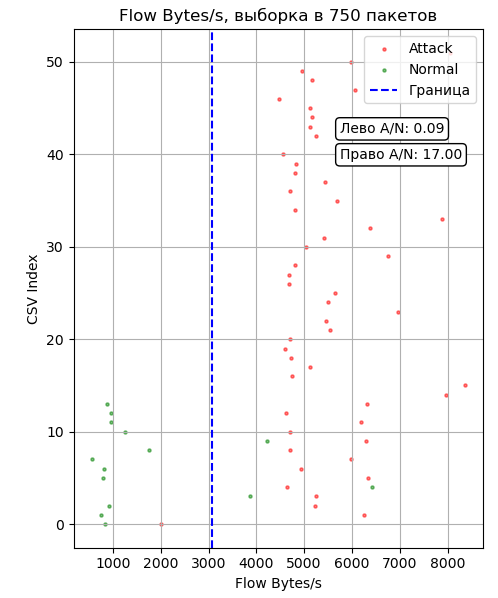 Flow Bytes/s, выборка в 750 пакетов
Attack
Normal
Граница
Лево A/N: 0.09
Право A/N: 17.00
50
40
30
20
10
0
CSV Index
1000 2000 3000 4000 5000 6000 7000 8000
Flow Bytes/s